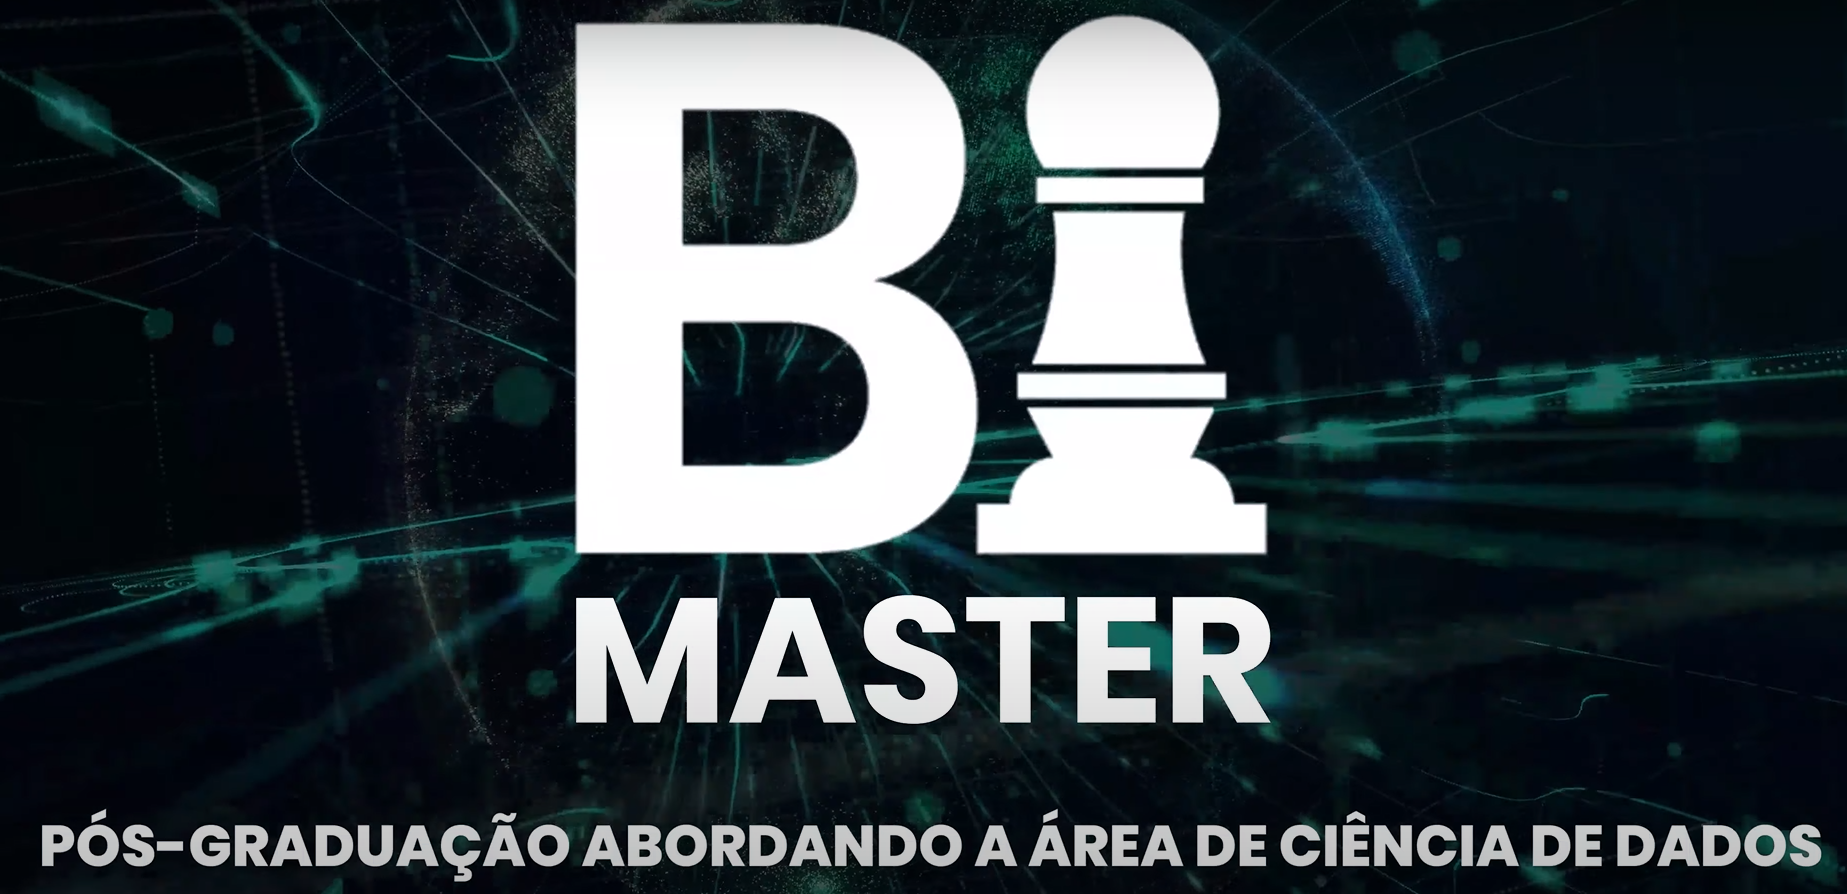 Bi
MASTER
PÓS-GRADUAÇÃO ABORDANDO A ÁREA DE CIÊNCIA DE DADOS